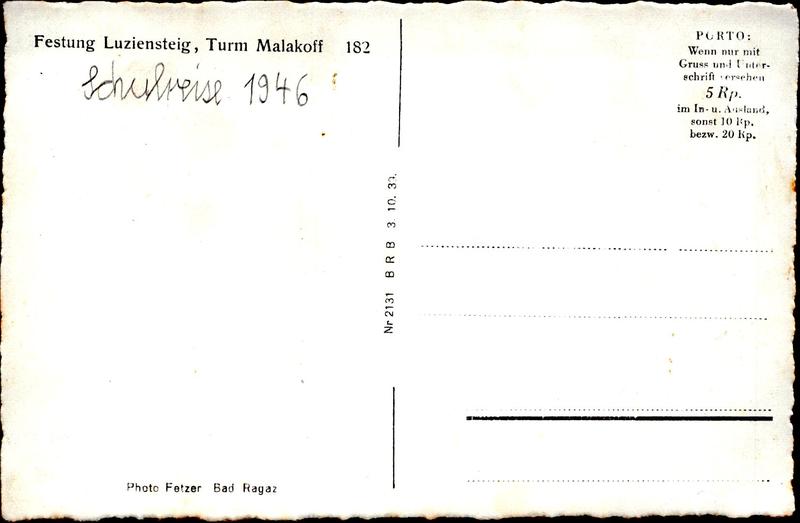 Festung Luziensteig, Turm Malakoff 182
Schulreise 1946
PORTO:
Wenn nur mit
Gruss und Unter-
schrift versehen
5 Rp.
im In- u. Ausland,
sonst 10 Rp.
bezw. 20 Rp.
Nr 2131 B R B 3. 10. 39.
Photo Fetzer Bad Ragaz